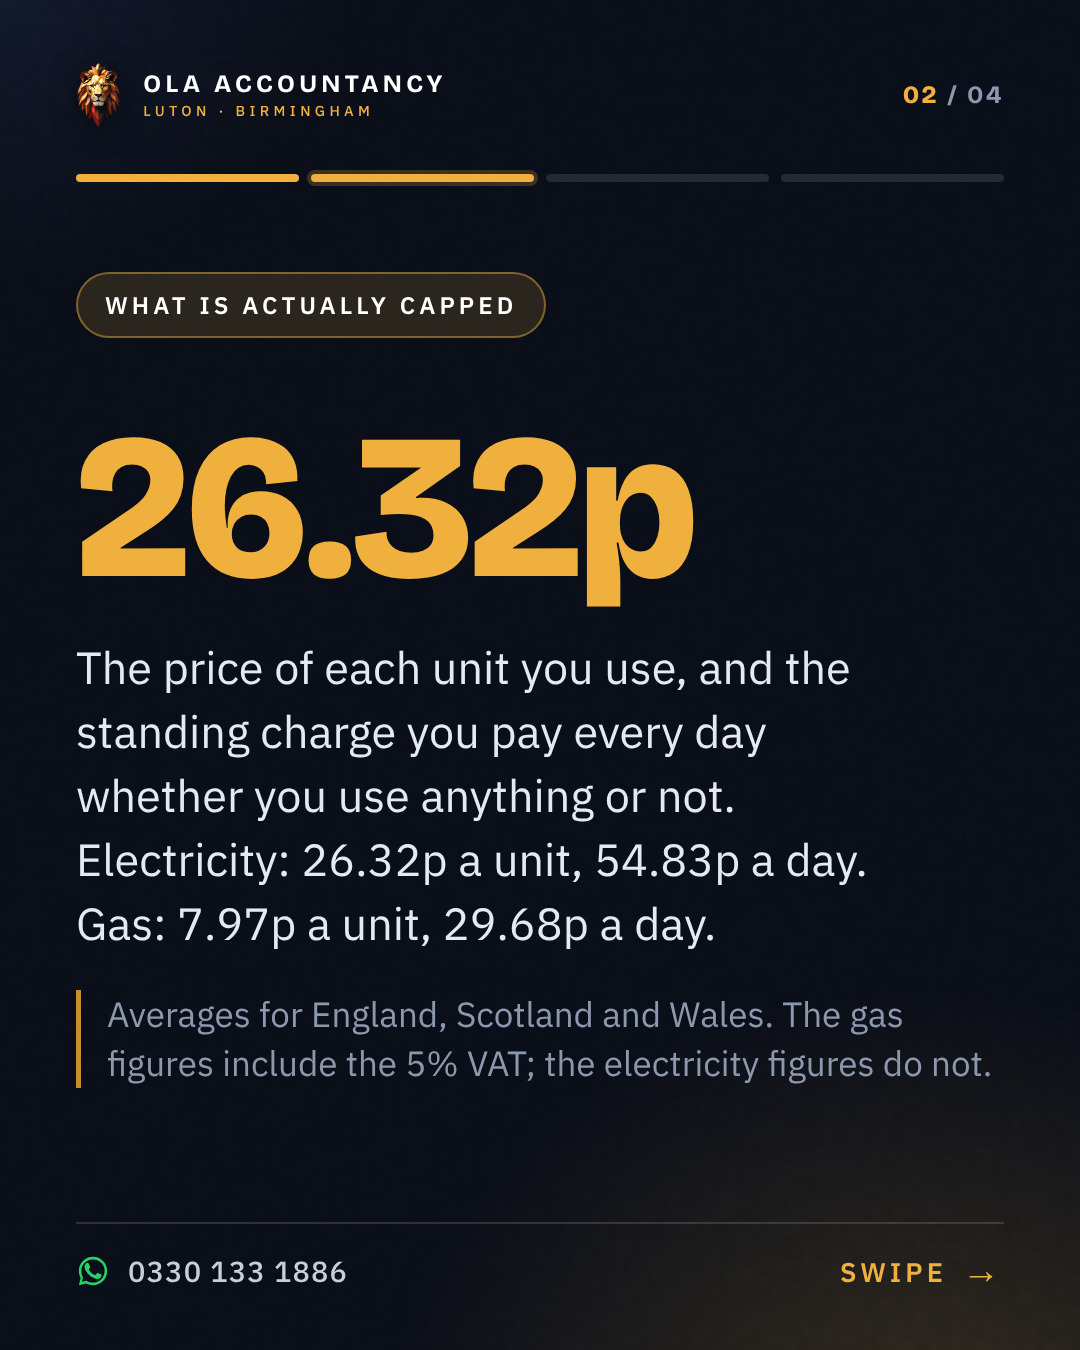 OLA ACCOUNTANCY
LUTON · BIRMINGHAM
02 / 04
WHAT IS ACTUALLY CAPPED
26.32p
The price of each unit you use, and the
standing charge you pay every day
whether you use anything or not.
Electricity: 26.32p a unit, 54.83p a day.
Gas: 7.97p a unit, 29.68p a day.
Averages for England, Scotland and Wales. The gas
figures include the 5% VAT; the electricity figures do not.
0330 133 1886
SWIPE →